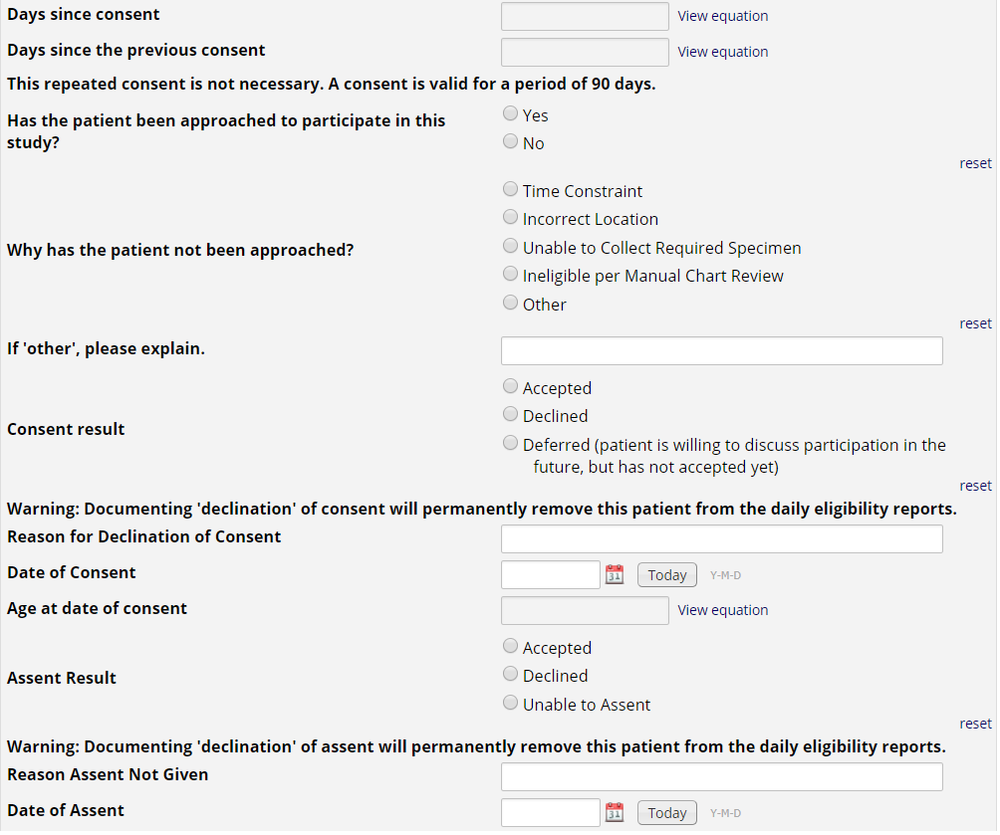 Days since consent
View equation
Days since the previous consent
View equation
This repeated consent is not necessary. A consent is valid for a period of 90 days.
Has the patient been approached to participate in this
study?
Yes
No
reset
Why has the patient not been approached?
Time Constraint
Incorrect Location
Unable to Collect Required Specimen
Ineligible per Manual Chart Review
Other
reset
If 'other', please explain.
Consent result
Accepted
Declined
Deferred (patient is willing to discuss participation in the
future, but has not accepted yet)
reset
Warning: Documenting 'declination' of consent will permanently remove this patient from the daily eligibility reports.
Reason for Declination of Consent
Date of Consent
31
Today
Y-M-D
Age at date of consent
View equation
Assent Result
Accepted
Declined
Unable to Assent
reset
Warning: Documenting 'declination' of assent will permanently remove this patient from the daily eligibility reports.
Reason Assent Not Given
Date of Assent
31
Today
Y-M-D